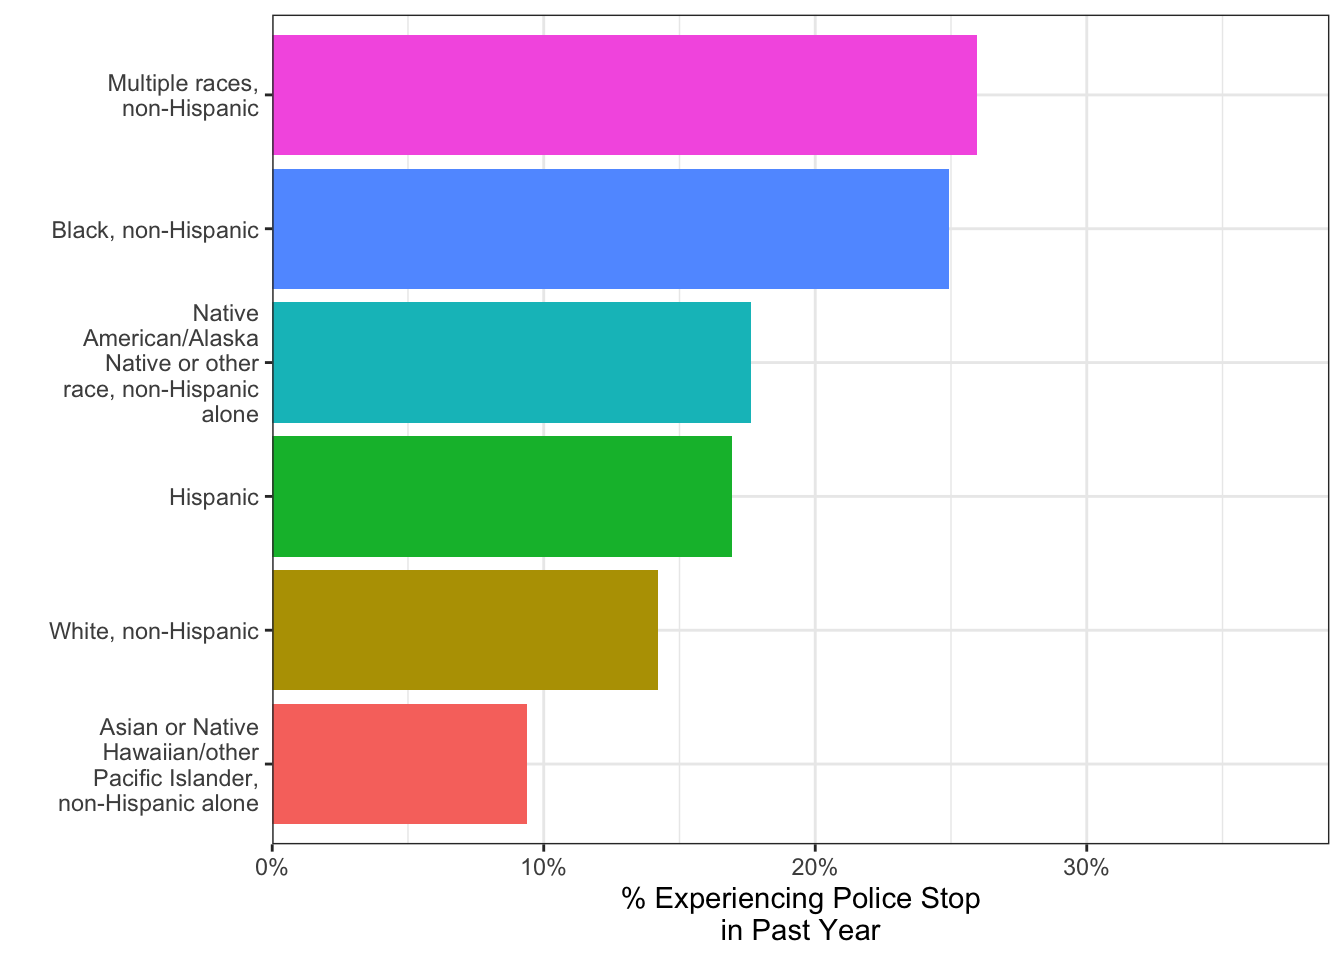 Multiple races,
non-Hispanic
Black, non-Hispanic
Native
American/Alaska
Native or other
race, non-Hispanic
alone
Hispanic
White, non-Hispanic
Asian or Native
Hawaiian/other
Pacific Islander,
non-Hispanic alone
0%
10%
20%
30%
% Experiencing Police Stop
in Past Year